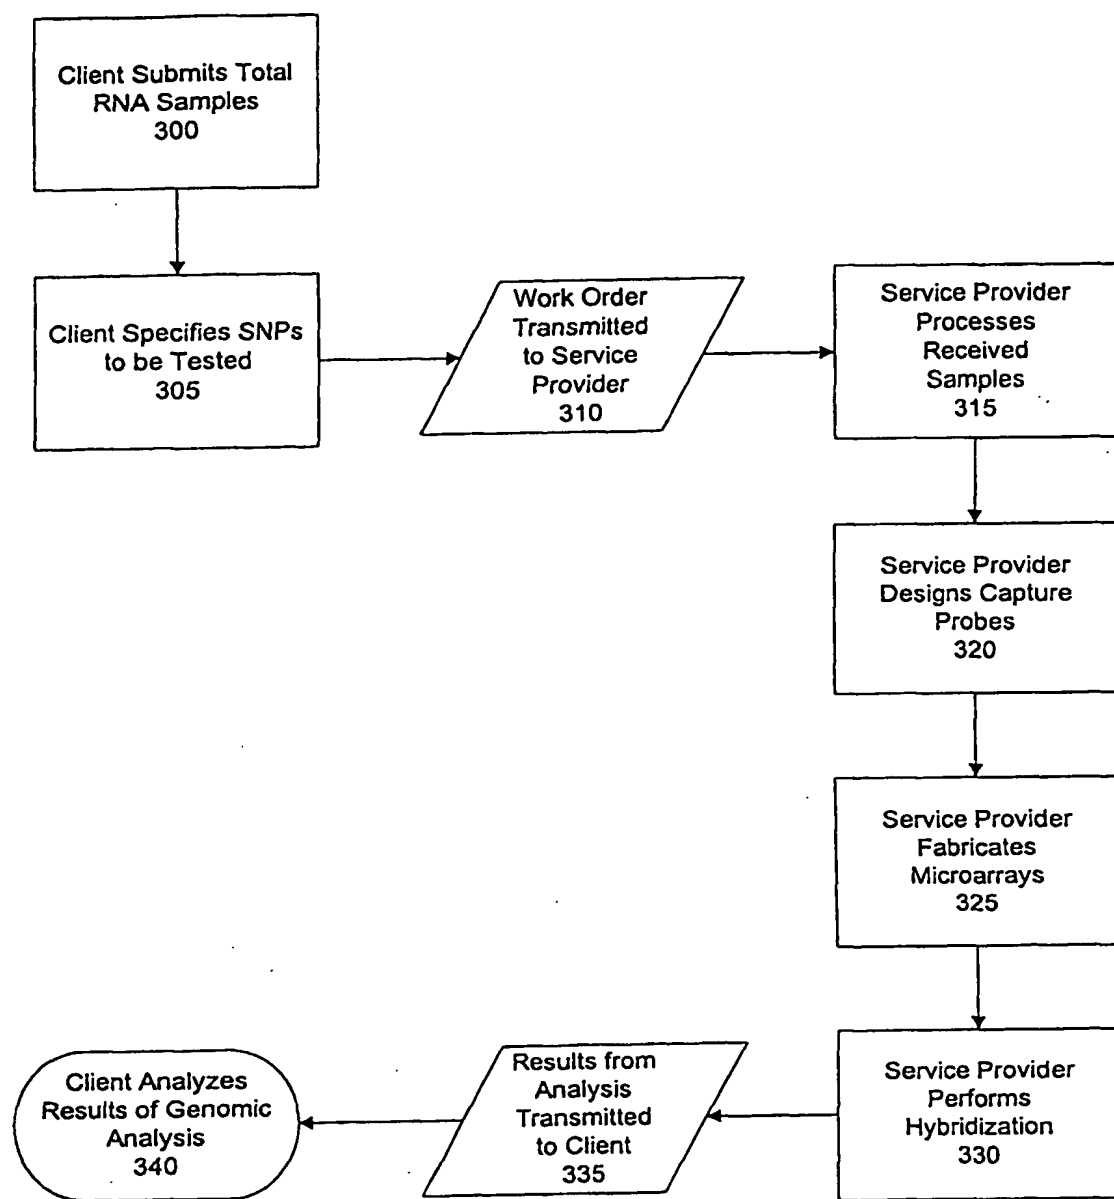 Client Submits Total
RNA Samples
300
Client Specifies SNPs
to be Tested
305
Work Order
Transmitted
to Service
Provider
310
Service Provider
Processes
Received
Samples
315
Service Provider
Designs Capture
Probes
320
Service Provider
Fabricates
Microarrays
325
Service Provider
Performs
Hybridization
330
Results from
Analysis
Transmitted
to Client
335
Client Analyzes
Results of Genomic
Analysis
340